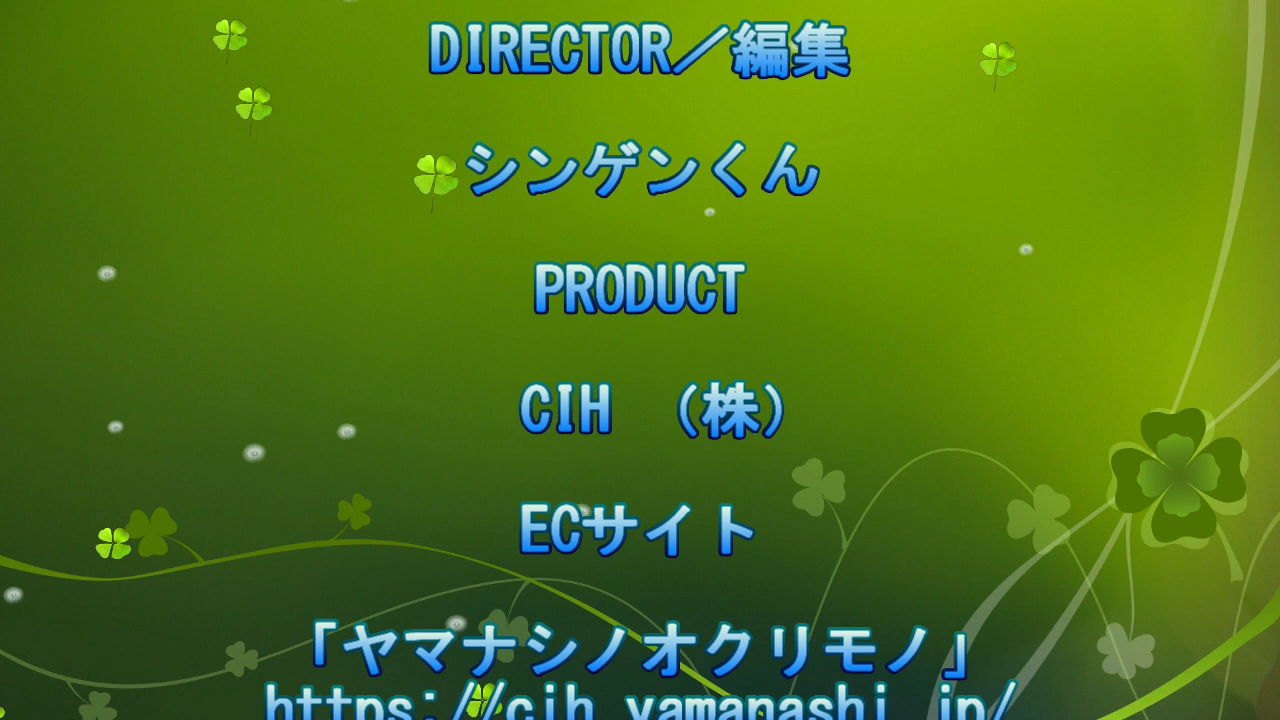 DIRECTOR／編集
シンゲンくん
PRODUCT
CIH　（株）
ECサイト
「ヤマナシノオクリモノ」
https://cih.yamanashi.jp/